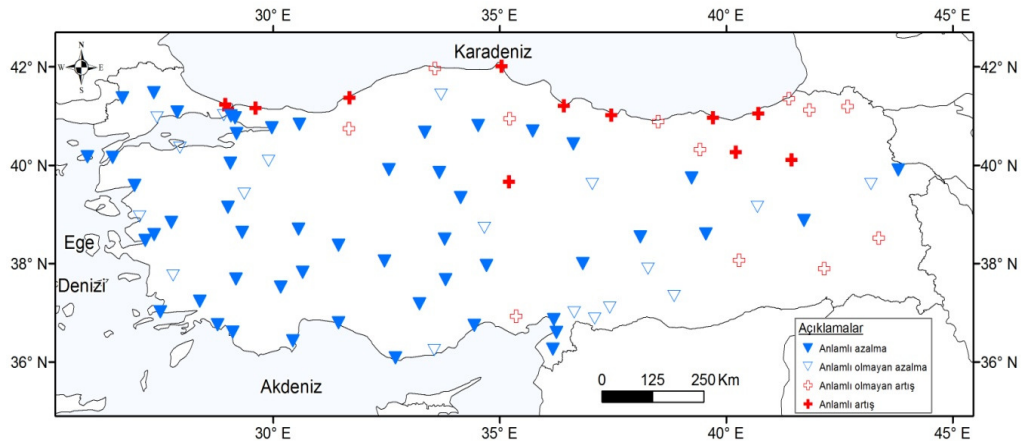 30° E 35° E 40° E 45° E
42° N 42° N
40° N 40° N
38° N 38° N
36° N 36° N
N
W E
S
Karadeniz
Ege
Denizi
Akdeniz
0 125 250 Km
Açıklamalar
Anlamlı azalma
Anlamlı olmayan azalma
Anlamlı olmayan artış
Anlamlı artış
30° E 35° E 40° E 45° E